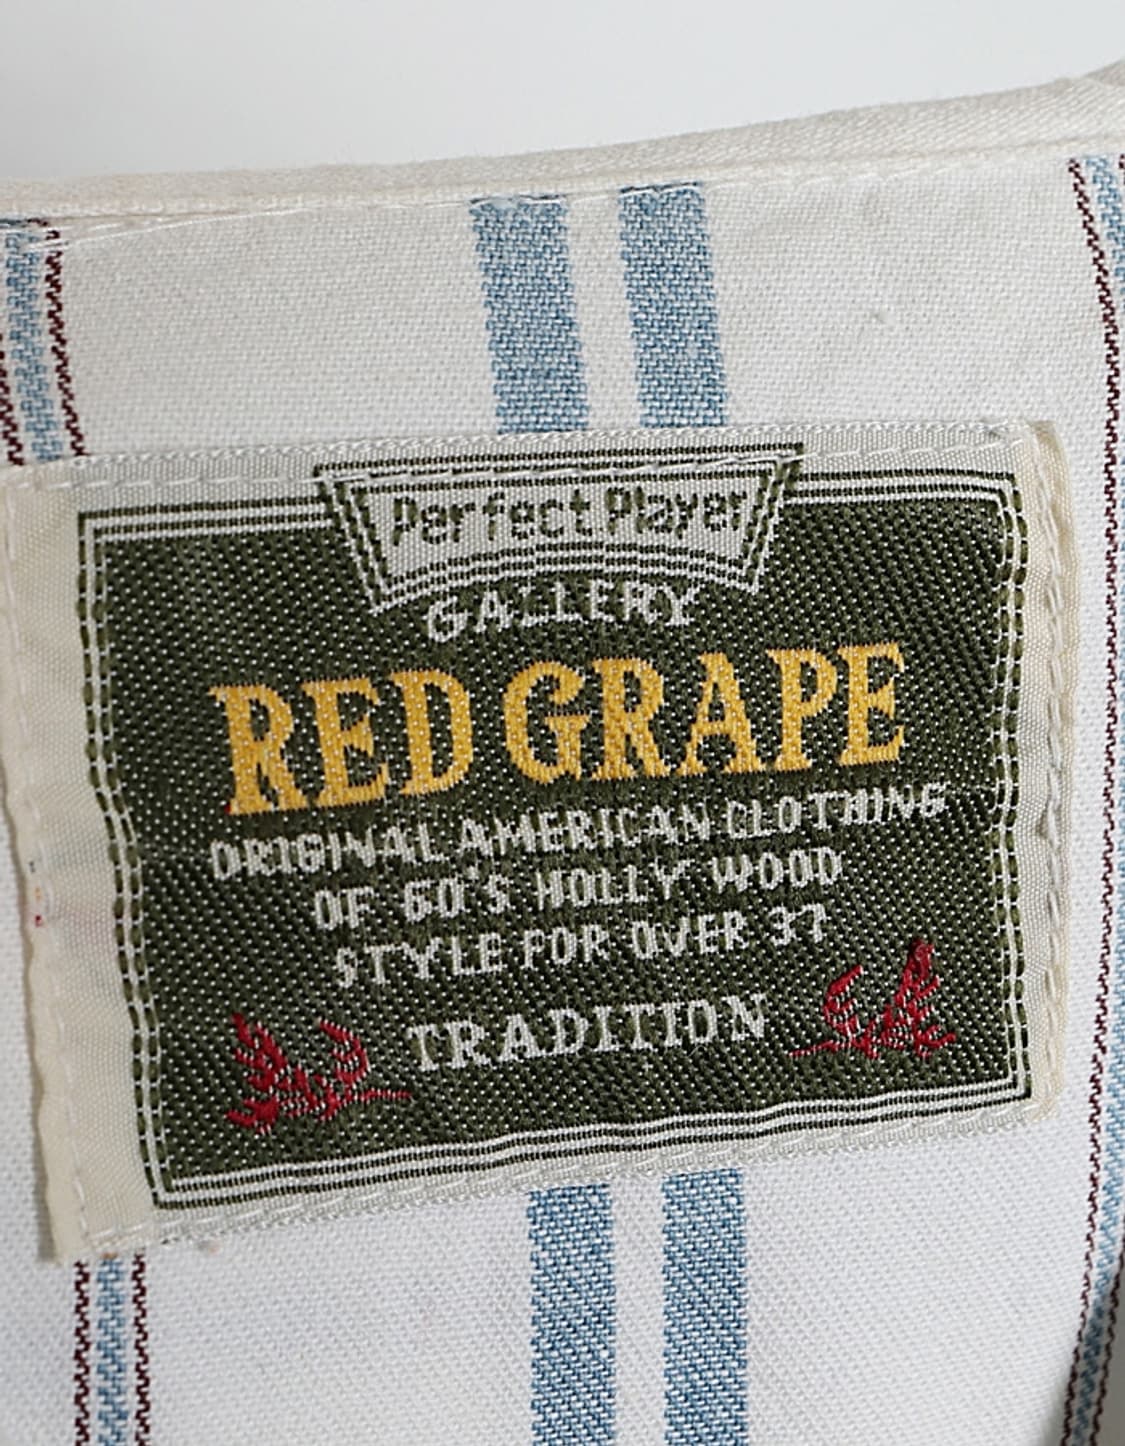 Perfect Player
GALLERY
RED GRAPE
ORIGINAL AMERICAN CLOTHING
OF 60'S HOLLY WOOD
STYLE FOR OVER 37
TRADITION